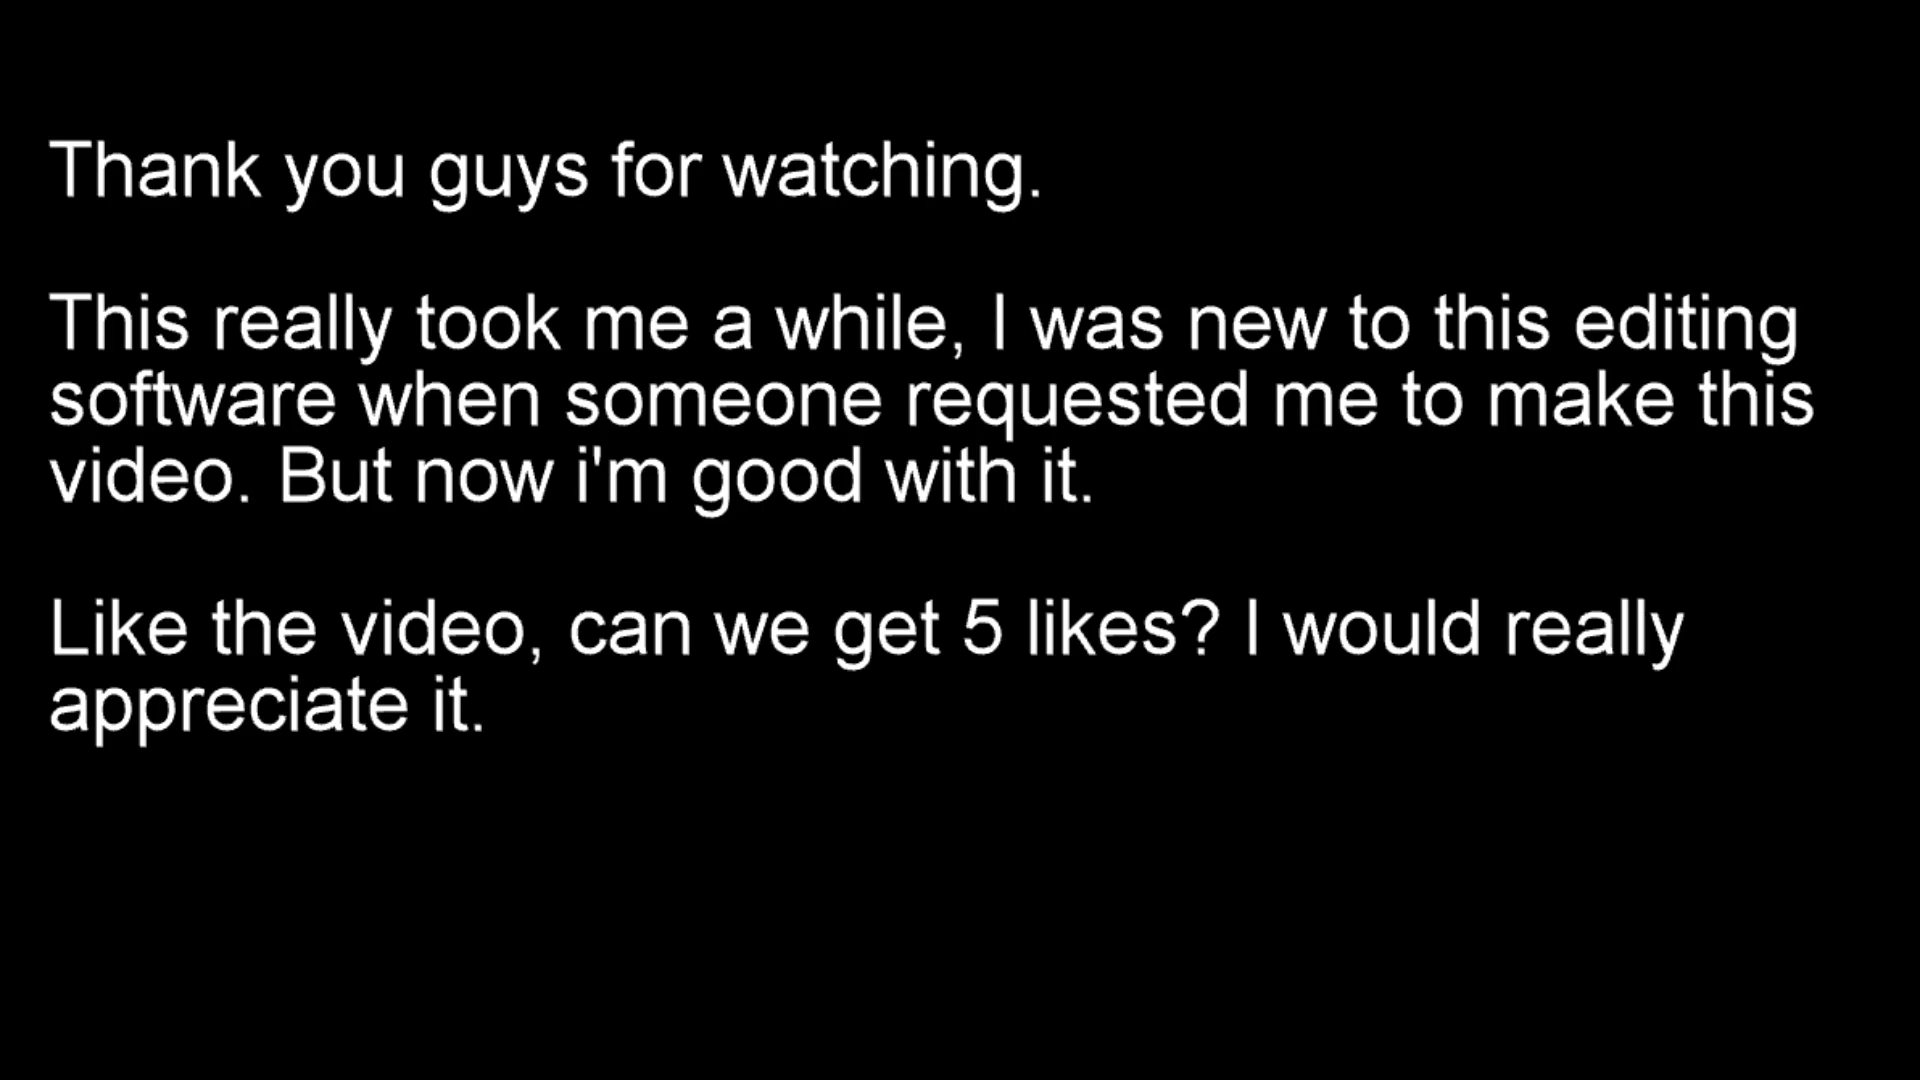 Thank you guys for watching.
This really took me a while, I was new to this editing
software when someone requested me to make this
video. But now i'm good with it.
Like the video, can we get 5 likes? I would really
appreciate it.